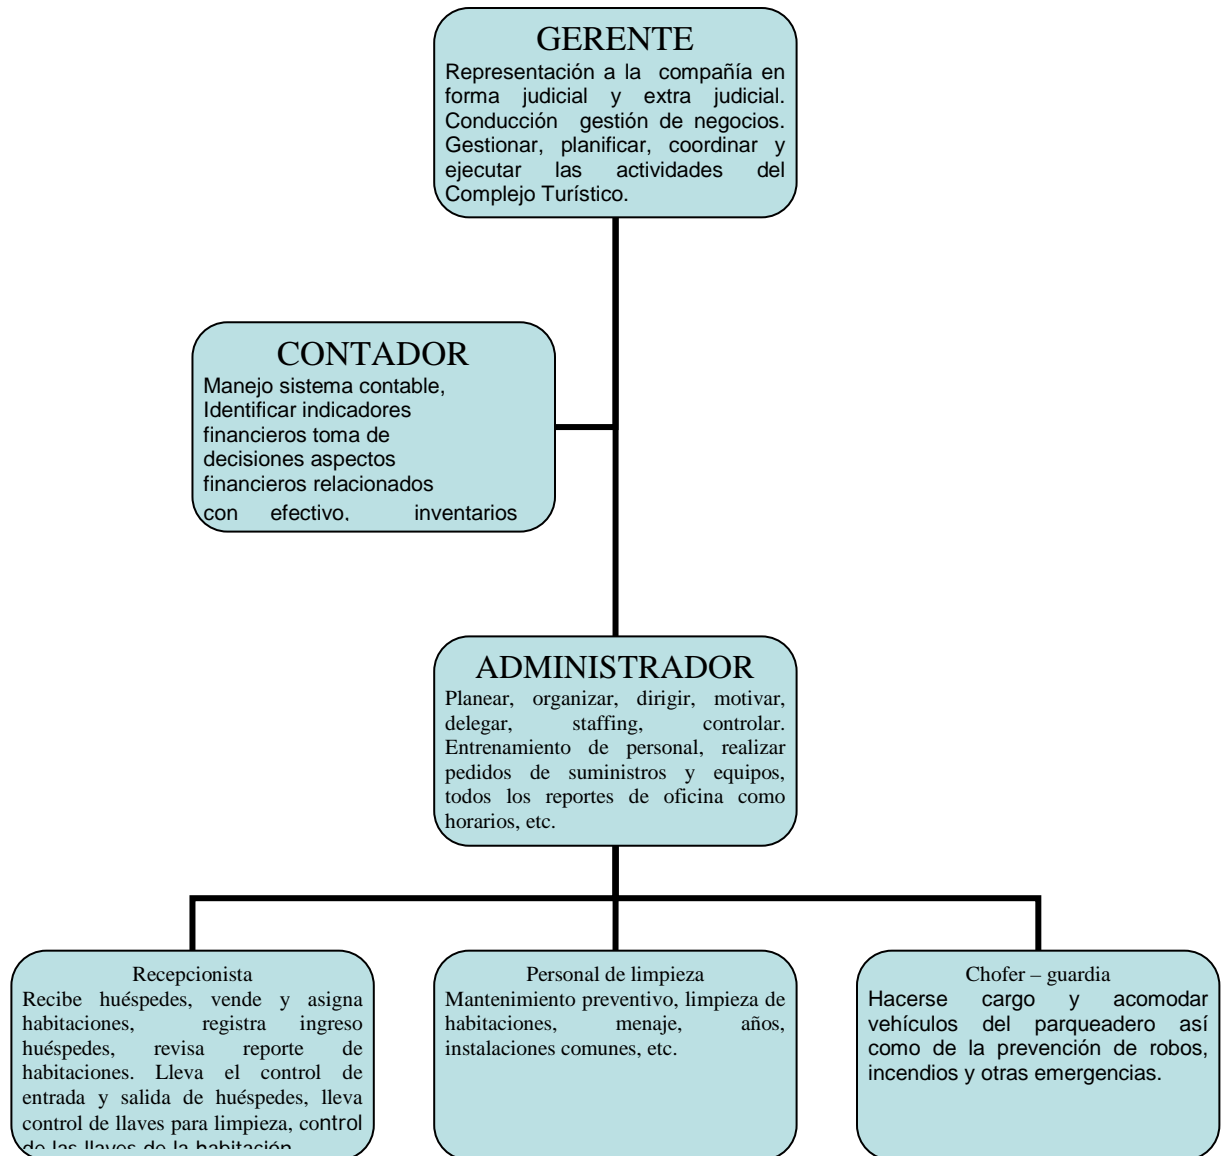 GERENTE
Representación a la compañía en
forma judicial y extra judicial.
Conducción gestión de negocios.
Gestionar, planificar, coordinar y
ejecutar las actividades del
Complejo Turístico.
CONTADOR
Manejo sistema contable,
Identificar indicadores
financieros toma de
decisiones aspectos
financieros relacionados
con efectivo, inventarios
ADMINISTRADOR
Planear, organizar, dirigir, motivar,
delegar, staffing, controlar.
Entrenamiento de personal, realizar
pedidos de suministros y equipos,
todos los reportes de oficina como
horarios, etc.
Recepcionista
Recibe huéspedes, vende y asigna
habitaciones, registra ingreso
huéspedes, revisa reporte de
habitaciones. Lleva el control de
entrada y salida de huéspedes, lleva
control de llaves para limpieza, control
de las llaves de la habitación
Personal de limpieza
Mantenimiento preventivo, limpieza de
habitaciones, menaje, años,
instalaciones comunes, etc.
Chofer – guardia
Hacerse cargo y acomodar
vehículos del parqueadero así
como de la prevención de robos,
incendios y otras emergencias.